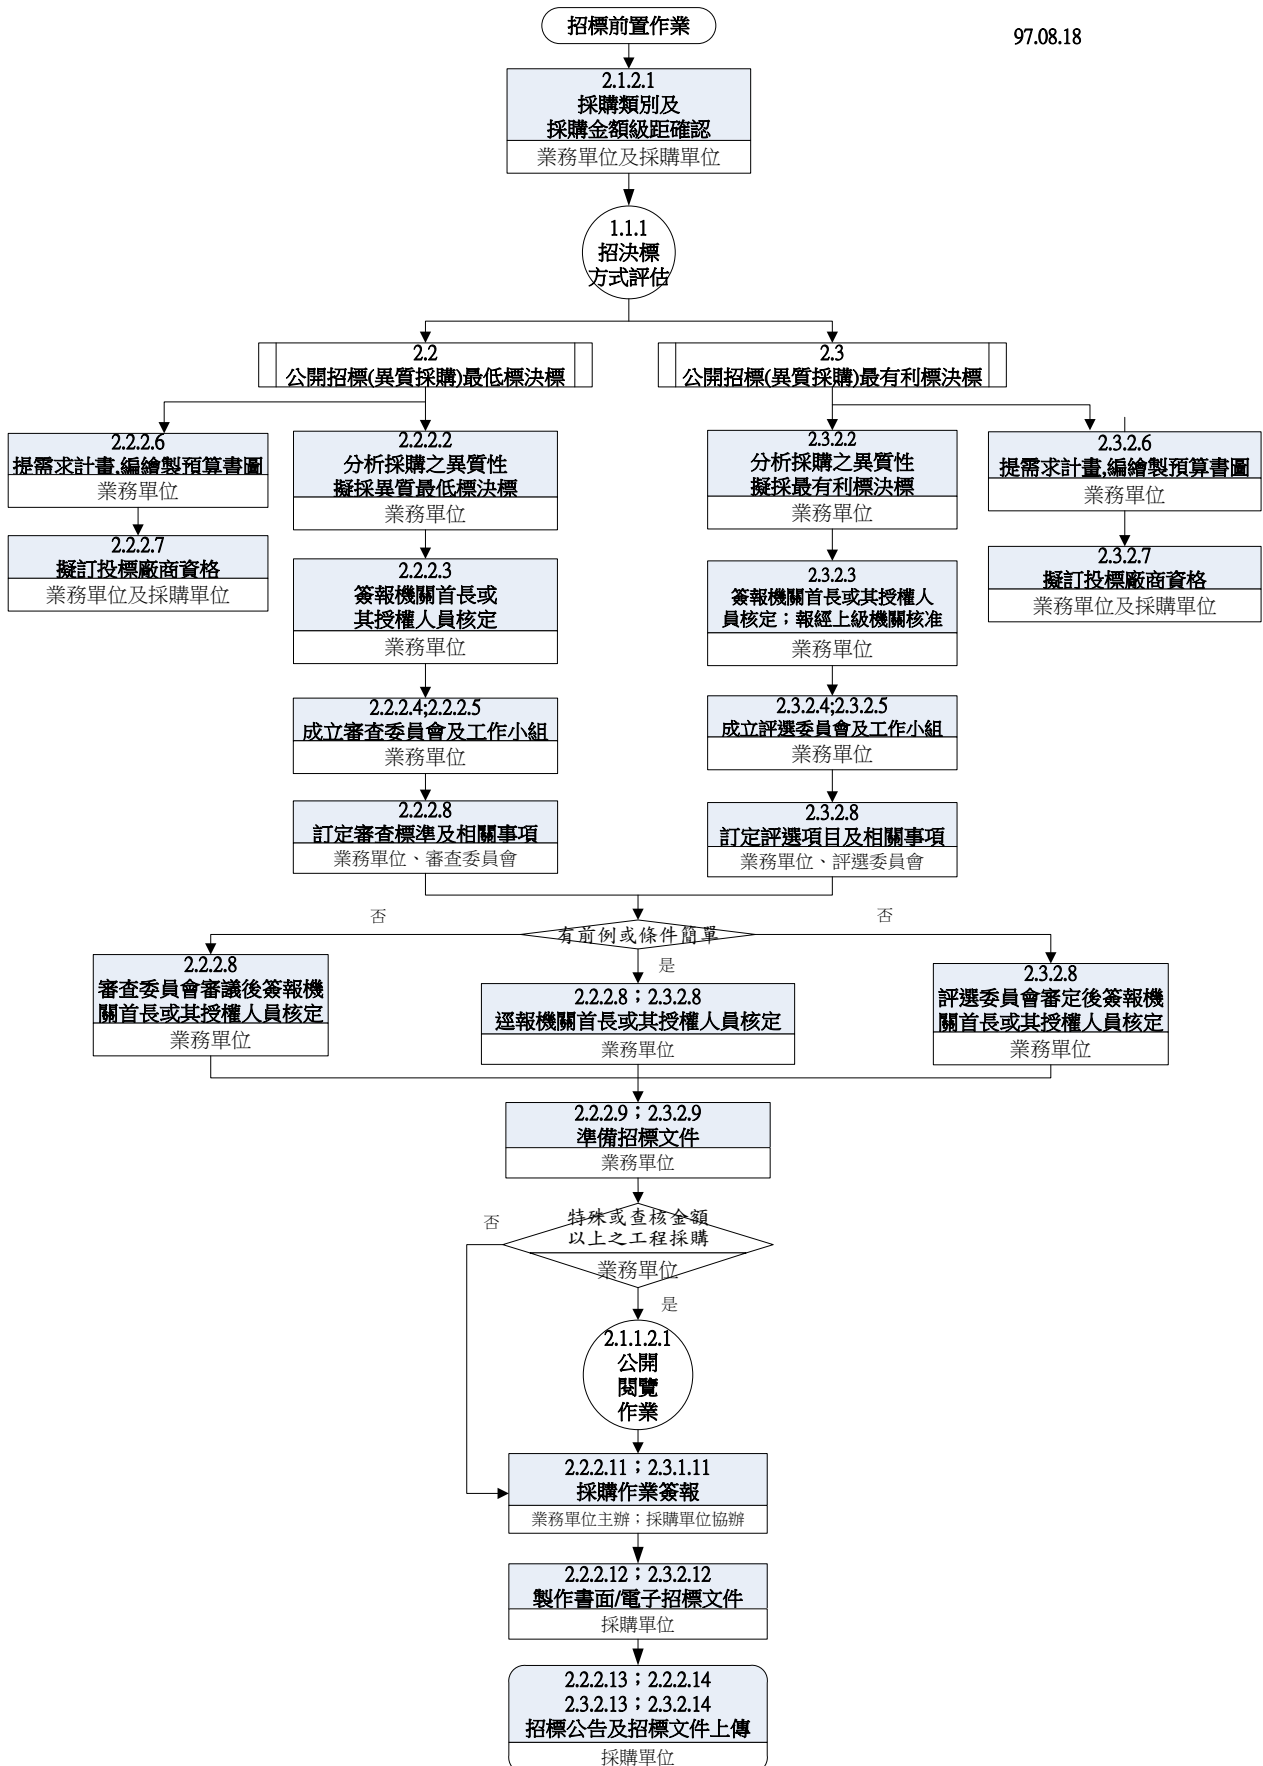 招標前置作業
97.08.18
2.1.2.1
採購類別及
採購金額級距確認
業務單位及採購單位
1.1.1
招決標
方式評估
2.2
公開招標(異質採購)最低標決標
2.3
公開招標(異質採購)最有利標決標
2.2.2.6
提需求計畫,編繪製預算書圖
業務單位
2.2.2.7
擬訂投標廠商資格
業務單位及採購單位
2.2.2.2
分析採購之異質性
擬採異質最低標決標
業務單位
2.2.2.3
簽報機關首長或
其授權人員核定
業務單位
2.2.2.4;2.2.2.5
成立審查委員會及工作小組
業務單位
2.2.2.8
訂定審查標準及相關事項
業務單位、審查委員會
2.3.2.2
分析採購之異質性
擬採最有利標決標
業務單位
2.3.2.3
簽報機關首長或其授權人
員核定；報經上級機關核准
業務單位
2.3.2.4;2.3.2.5
成立評選委員會及工作小組
業務單位
2.3.2.8
訂定評選項目及相關事項
業務單位、評選委員會
2.3.2.6
提需求計畫,編繪製預算書圖
業務單位
2.3.2.7
擬訂投標廠商資格
業務單位及採購單位
否
有前例或條件簡單
否
是
2.2.2.8
審查委員會審議後簽報機
關首長或其授權人員核定
業務單位
2.2.2.8；2.3.2.8
逕報機關首長或其授權人員核定
業務單位
2.3.2.8
評選委員會審定後簽報機
關首長或其授權人員核定
業務單位
2.2.2.9；2.3.2.9
準備招標文件
業務單位
否
特殊或查核金額
以上之工程採購
業務單位
是
2.1.1.2.1
公開
閱覽
作業
2.2.2.11；2.3.1.11
採購作業簽報
業務單位主辦；採購單位協辦
2.2.2.12；2.3.2.12
製作書面/電子招標文件
採購單位
2.2.2.13；2.2.2.14
2.3.2.13；2.3.2.14
招標公告及招標文件上傳
採購單位